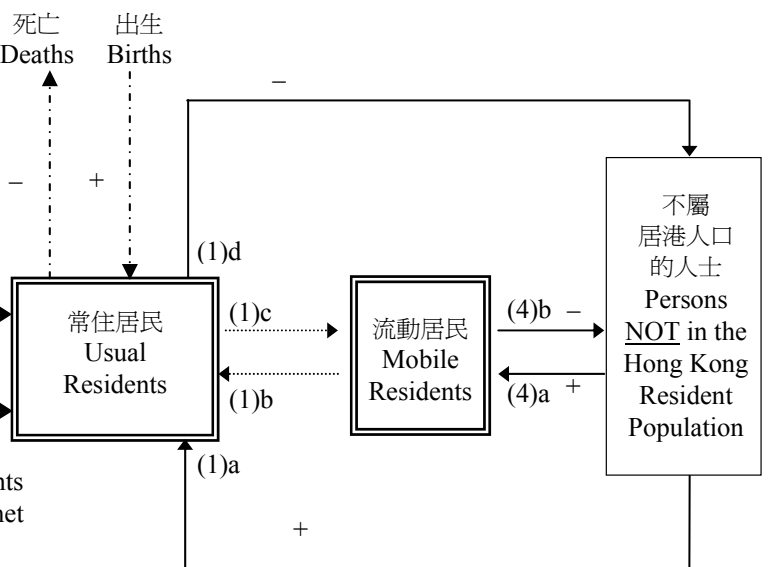 死亡
Deaths
出生
Births
–
–
+
(1)d
常住居民
Usual
Residents
(1)c
(1)b
流動居民
Mobile
Residents
(4)b –
(4)a +
不屬
居港人口
的人士
Persons
NOT in the
Hong Kong
Resident
Population
(1)a
nts
net
+